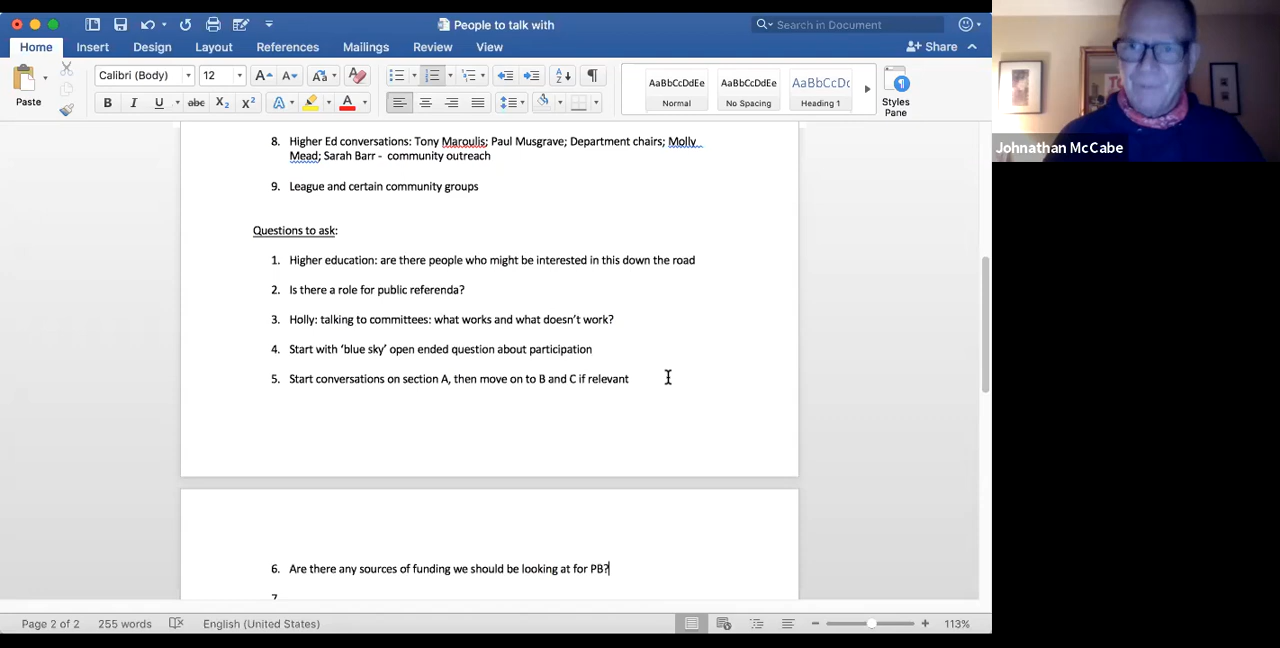 People to talk with
Search in Document
Home Insert Design Layout References Mailings Review View
Share
Paste
Calibri (Body) 12
AaBbCcDdEe AaBbCcDdEe AaBbCcDc
Normal No Spacing Heading 1
Styles
Pane
Johnathan McCabe
8. Higher Ed conversations: Tony Maroulis; Paul Musgrave; Department chairs; Molly
Mead; Sarah Barr - community outreach
9. League and certain community groups
Questions to ask:
1. Higher education: are there people who might be interested in this down the road
2. Is there a role for public referenda?
3. Holly: talking to committees: what works and what doesn't work?
4. Start with 'blue sky' open ended question about participation
5. Start conversations on section A, then move on to B and C if relevant
6. Are there any sources of funding we should be looking at for PB?
7
Page 2 of 2 255 words English (United States) 113%